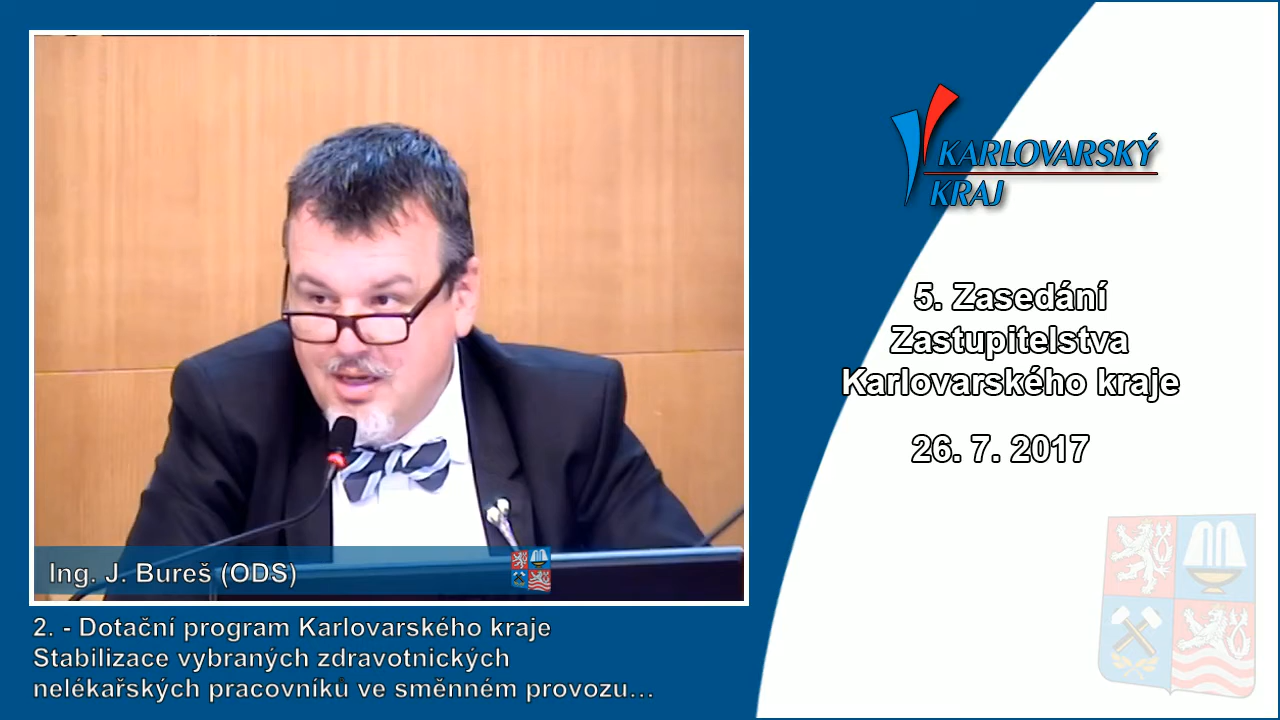 KARLOVARSKÝ
KRAJ
5. Zasedání
Zastupitelstva
Karlovarského kraje
26. 7. 2017
Ing. J. Bureš (ODS)
2. - Dotační program Karlovarského kraje
Stabilizace vybraných zdravotnických
nelékařských pracovníků ve směnném provozu...